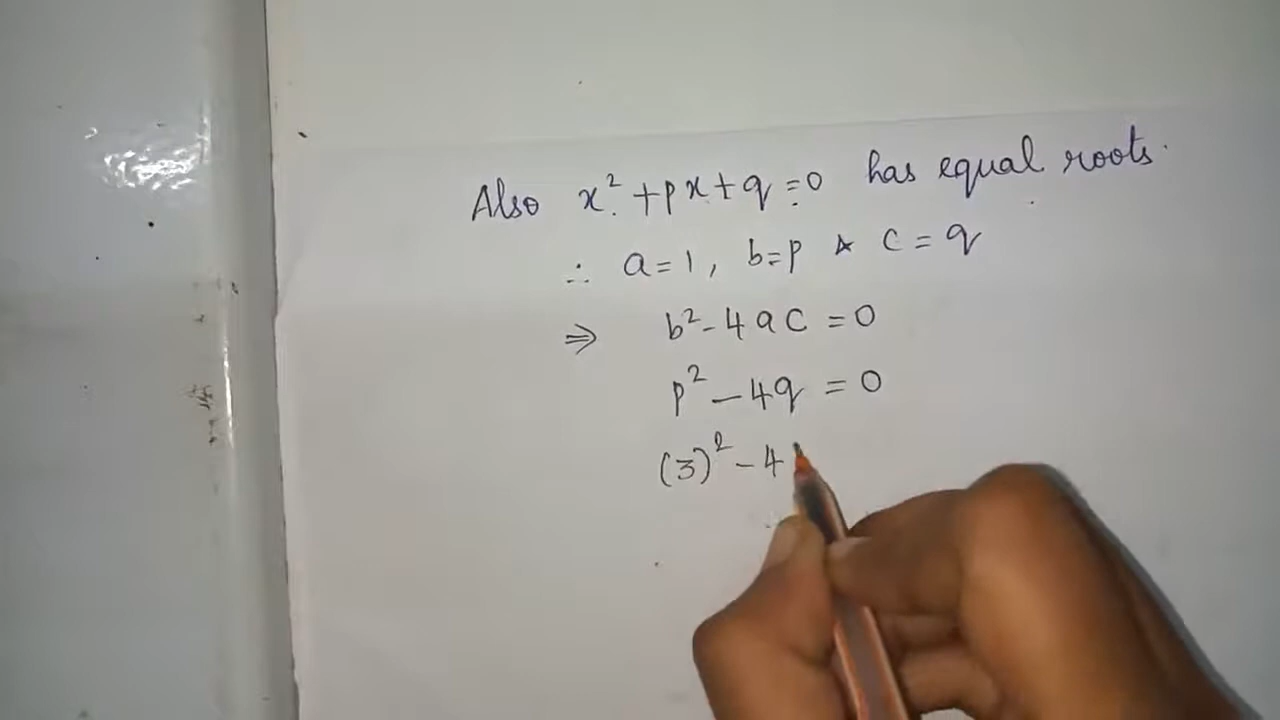 Also x² + px + q = 0 has equal roots.
∴ a = 1, b = p & c = q
⇒ b² - 4ac = 0
p² - 4q = 0
(3)² - 4